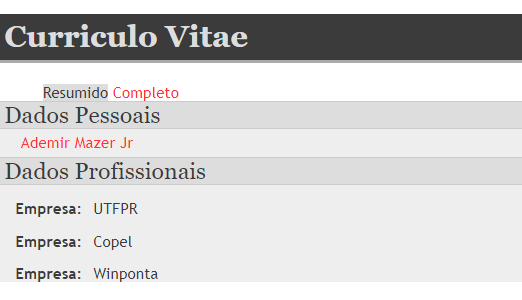 Curriculo Vitae
Resumido Completo
Dados Pessoais
Ademir Mazer Jr
Dados Profissionais
Empresa: UTFPR
Empresa: Copel
Empresa: Winponta